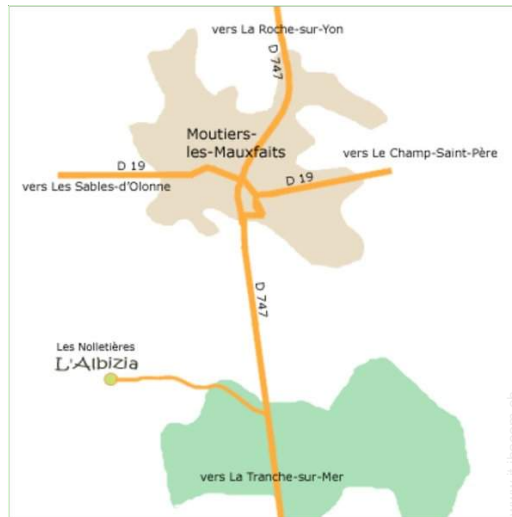 vers La Roche-sur-Yon
D 747
Moutiers-
les-Mauxfaits
vers Le Champ-Saint-Père
D 19
D 19
vers Les Sables-d'Olonne
D 747
Les Nolletières
L'Albizia
vers La Tranche-sur-Mer